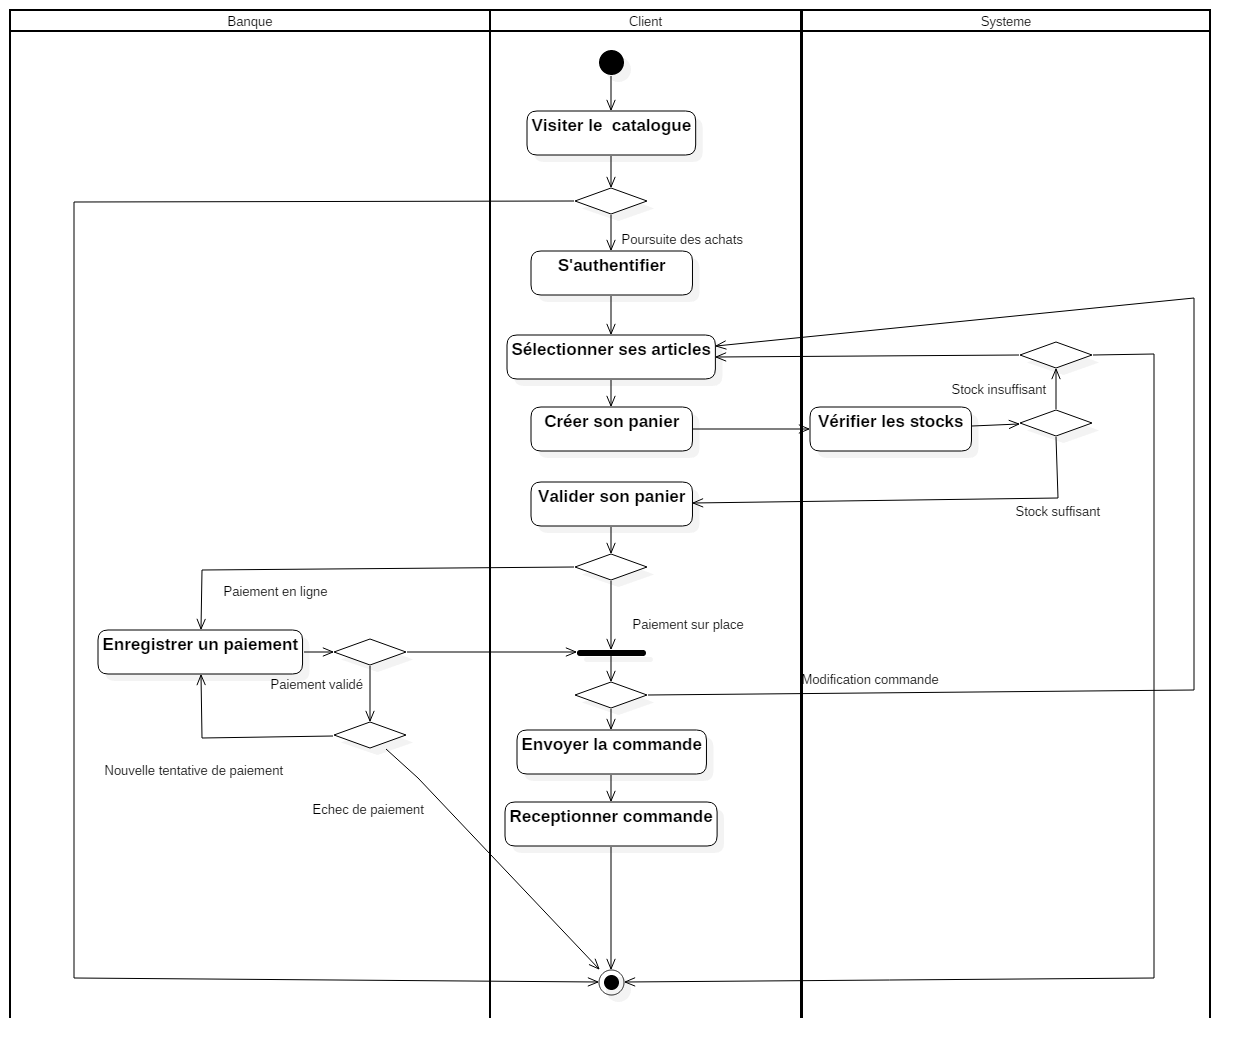 Banque
Client
Systeme
Visiter le  catalogue
Poursuite des achats
S'authentifier
Sélectionner ses articles
Stock insuffisant
Créer son panier
Vérifier les stocks
Valider son panier
Stock suffisant
Paiement en ligne
Paiement sur place
Enregistrer un paiement
Paiement validé
Modification commande
Envoyer la commande
Nouvelle tentative de paiement
Echec de paiement
Receptionner commande